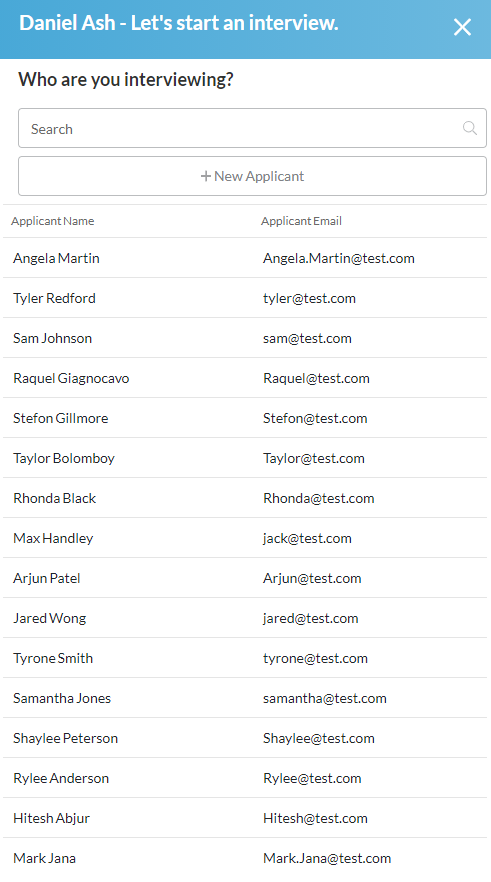 Daniel Ash - Let's start an interview.
Who are you interviewing?
Search
+ New Applicant
Applicant Name Applicant Email
Angela Martin Angela.Martin@test.com
Tyler Redford tyler@test.com
Sam Johnson sam@test.com
Raquel Giagnocavo Raquel@test.com
Stefon Gillmore Stefon@test.com
Taylor Bolomboy Taylor@test.com
Rhonda Black Rhonda@test.com
Max Handley jack@test.com
Arjun Patel Arjun@test.com
Jared Wong jared@test.com
Tyrone Smith tyrone@test.com
Samantha Jones samantha@test.com
Shaylee Peterson Shaylee@test.com
Rylee Anderson Rylee@test.com
Hitesh Abjur Hitesh@test.com
Mark Jana Mark.Jana@test.com